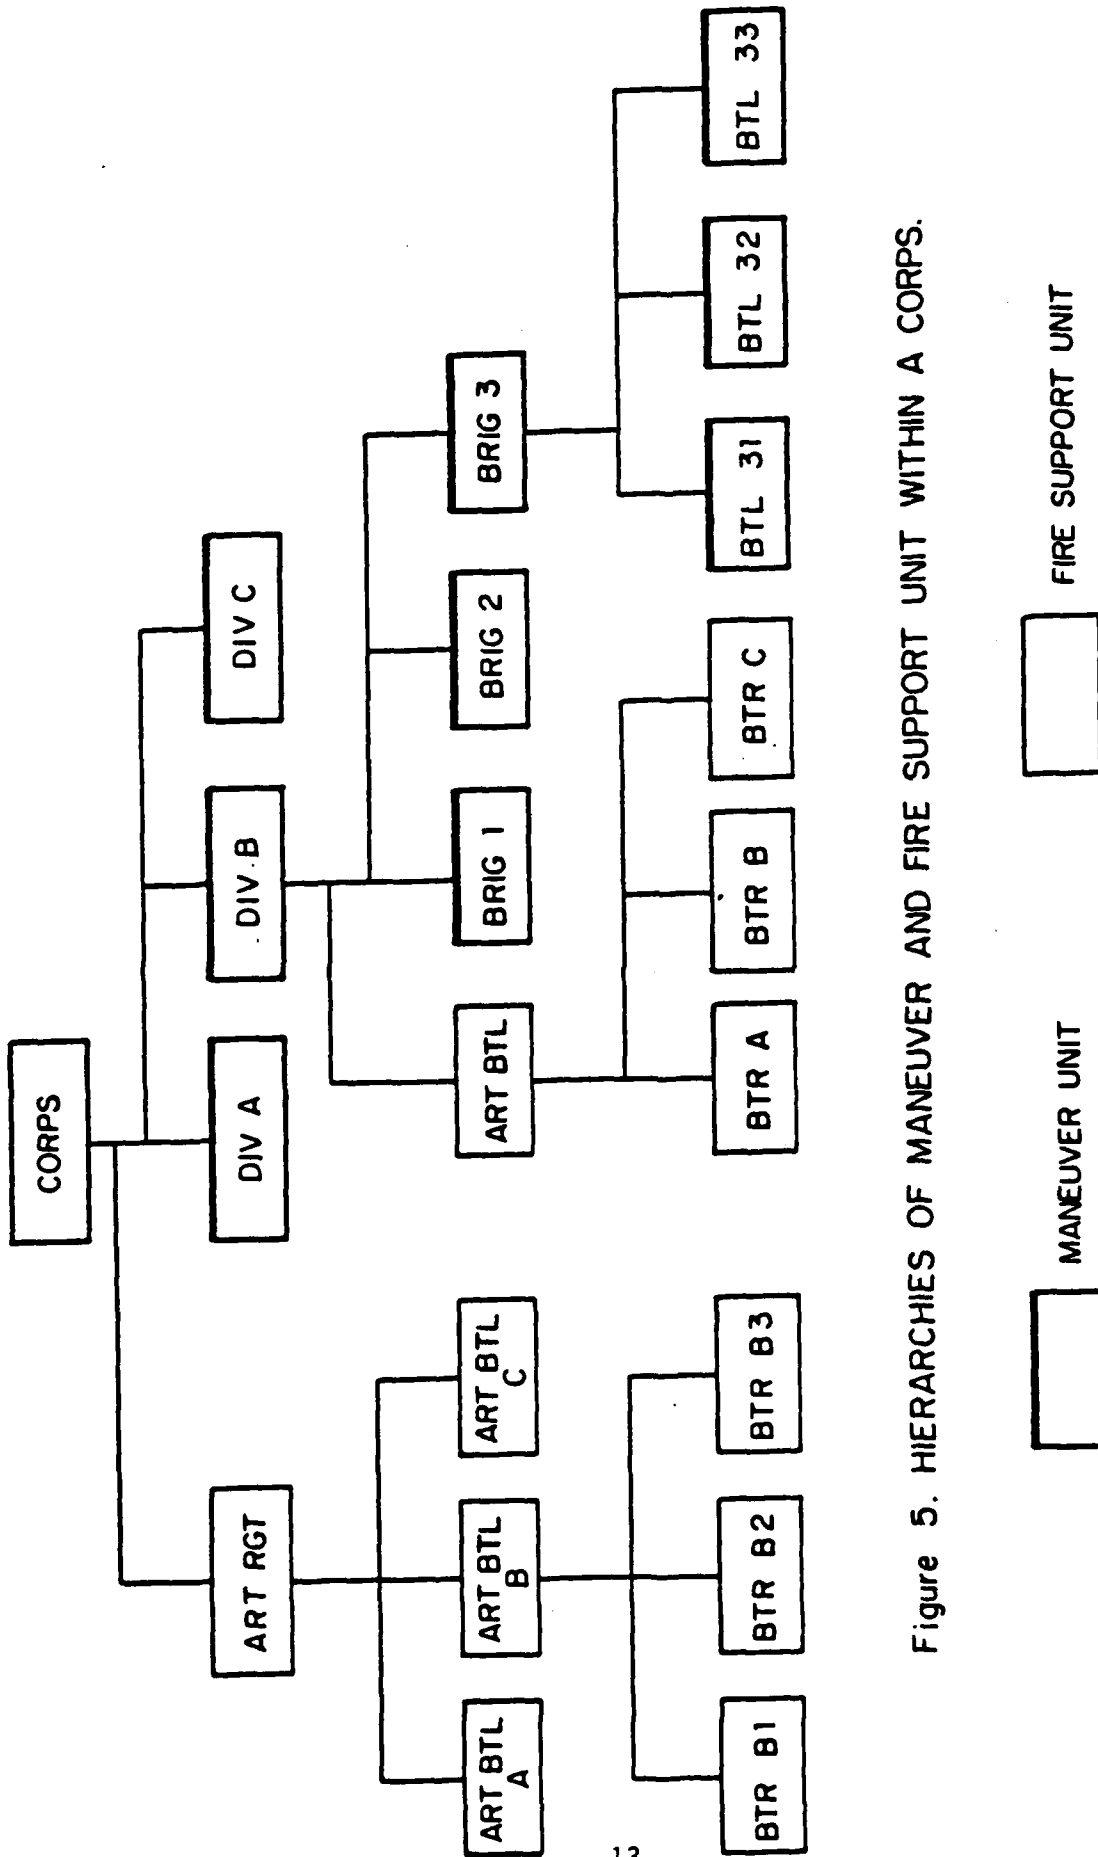 CORPS
ART RGT
DIV A
DIV B
DIV C
ART BTL
A
ART BTL
B
ART BTL
C
ART BTL
BRIG 1
BRIG 2
BRIG 3
BTR B1
BTR B2
BTR B3
BTR A
BTR B
BTR C
BTL 31
BTL 32
BTL 33
Figure 5. HIERARCHIES OF MANEUVER AND FIRE SUPPORT UNIT WITHIN A CORPS.
MANEUVER UNIT
FIRE SUPPORT UNIT